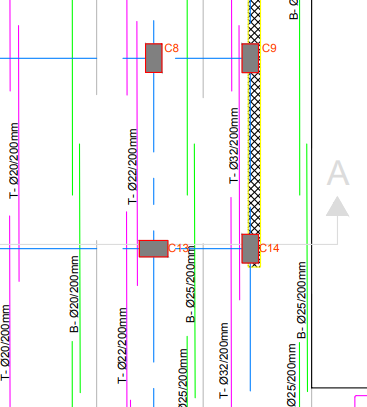 B- Ø
C8
C9
T- Ø20/200mm
T- Ø22/200mm
T- Ø32/200mm
A
C13
C14
T- Ø20/200mm
B- Ø20/200mm
T- Ø22/200mm
B- Ø25/200mm
Ø25/200mm
T- Ø32/200mm
B- Ø25/200mm
Ø25/200mm